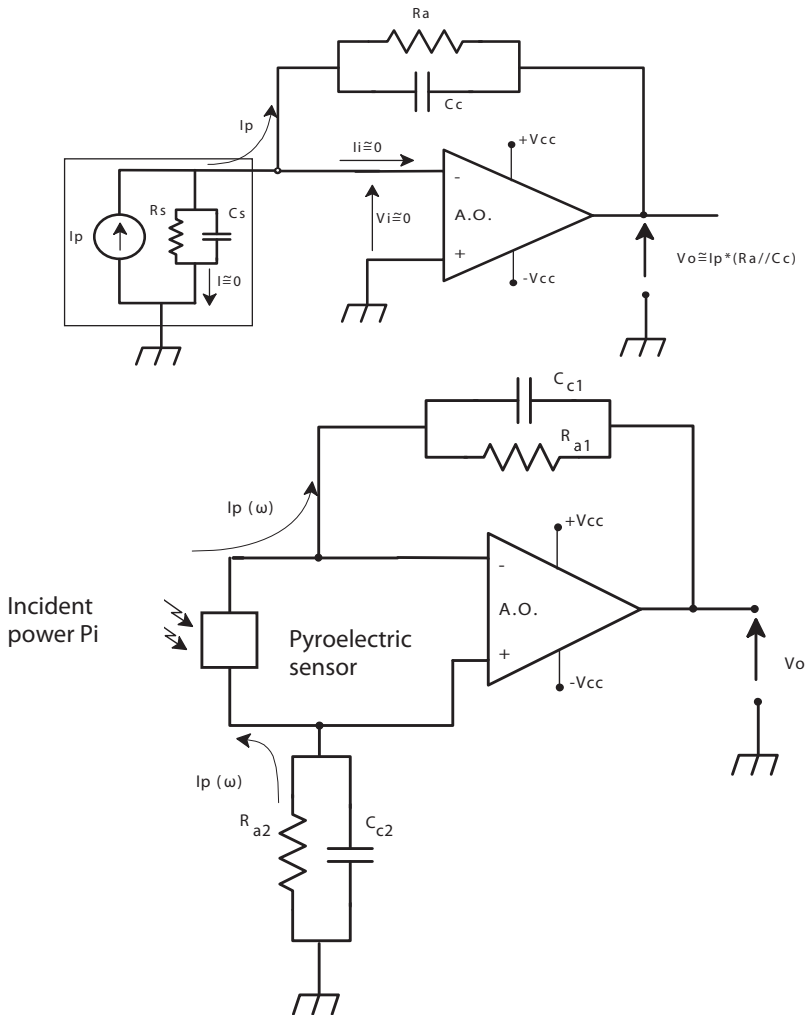 Ra
Cc
Ip
Ii≅0
+Vcc
-
Rs
Cs
Ip
Vi≅0
A.O.
+
I≅0
-Vcc
Vo≅Ip*(Ra//Cc)
Cc1
Ra1
Ip (ω)
+Vcc
-
Incident
power Pi
A.O.
Pyroelectric
sensor
+
-Vcc
Vo
Ip (ω)
Ra2
Cc2